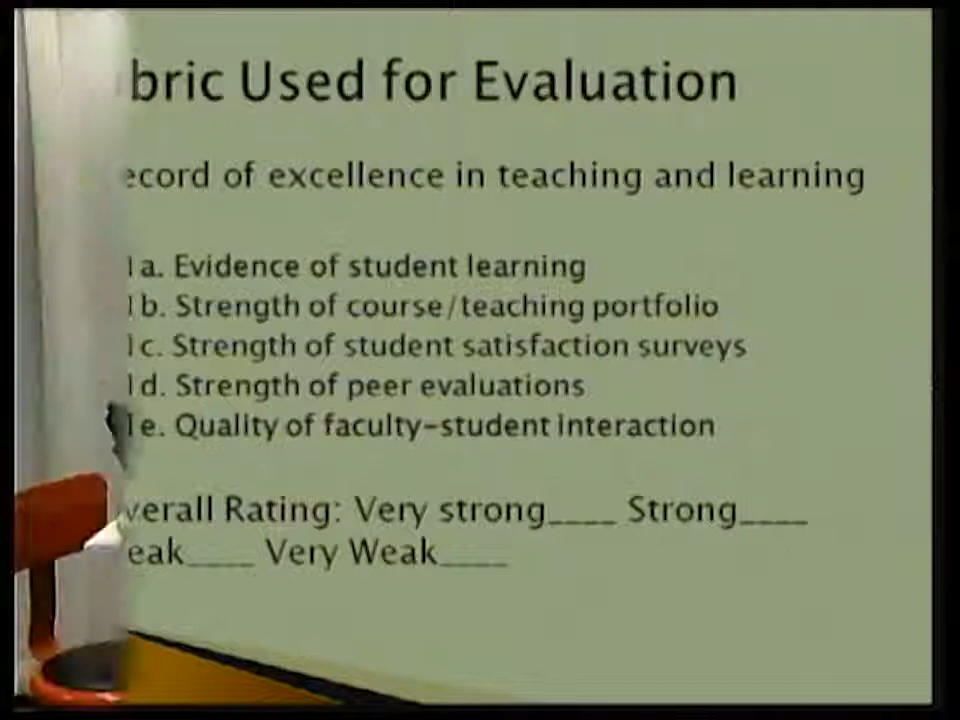 bric Used for Evaluation
ecord of excellence in teaching and learning
1a. Evidence of student learning
1b. Strength of course/teaching portfolio
1c. Strength of student satisfaction surveys
1d. Strength of peer evaluations
1e. Quality of faculty-student interaction
verall Rating: Very strong____ Strong____
eak____ Very Weak____